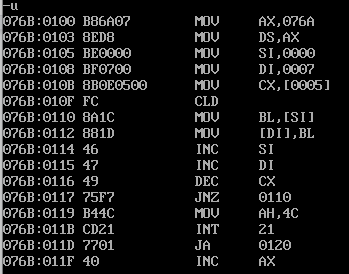 -u
076B:0100 B86A07 MOV AX,076A
076B:0103 8ED8 MOV DS,AX
076B:0105 BE0000 MOV SI,0000
076B:0108 BF0700 MOV DI,0007
076B:010B 8B0E0500 MOV CX,[0005]
076B:010F FC CLD
076B:0110 8A1C MOV BL,[SI]
076B:0112 881D MOV [DI],BL
076B:0114 46 INC SI
076B:0115 47 INC DI
076B:0116 49 DEC CX
076B:0117 75F7 JNZ 0110
076B:0119 B44C MOV AH,4C
076B:011B CD21 INT 21
076B:011D 7701 JA 0120
076B:011F 40 INC AX